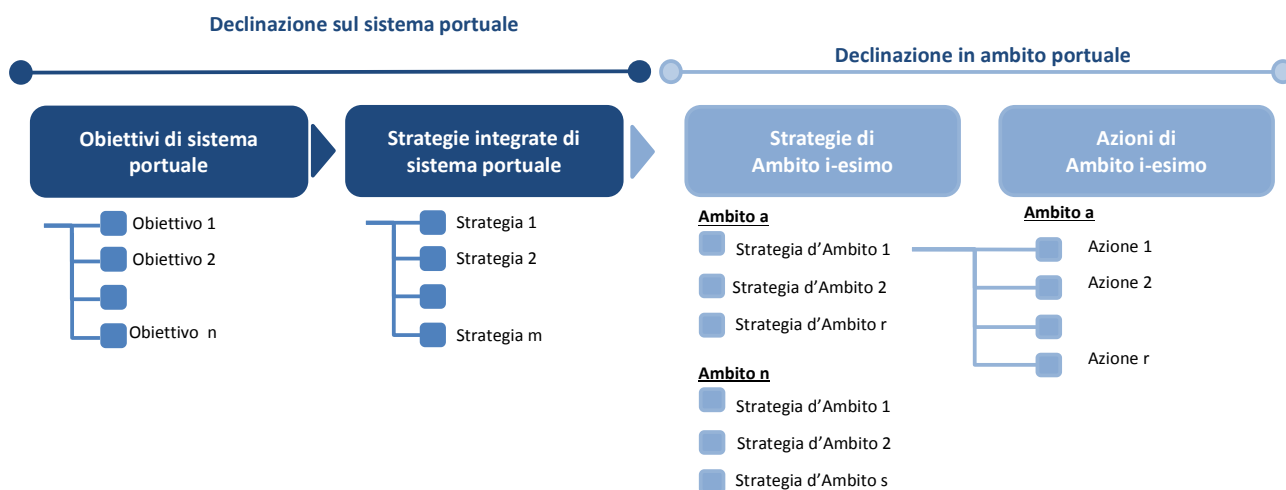 Declinazione sul sistema portuale
Declinazione in ambito portuale
Obiettivi di sistema
portuale
Strategie integrate di
sistema portuale
Strategie di
Ambito i-esimo
Azioni di
Ambito i-esimo
Obiettivo 1
Obiettivo 2
Obiettivo n
Strategia 1
Strategia 2
Strategia m
Ambito a
Strategia d’Ambito 1
Strategia d’Ambito 2
Strategia d’Ambito r
Ambito n
Strategia d’Ambito 1
Strategia d’Ambito 2
Strategia d’Ambito s
Ambito a
Azione 1
Azione 2
Azione r